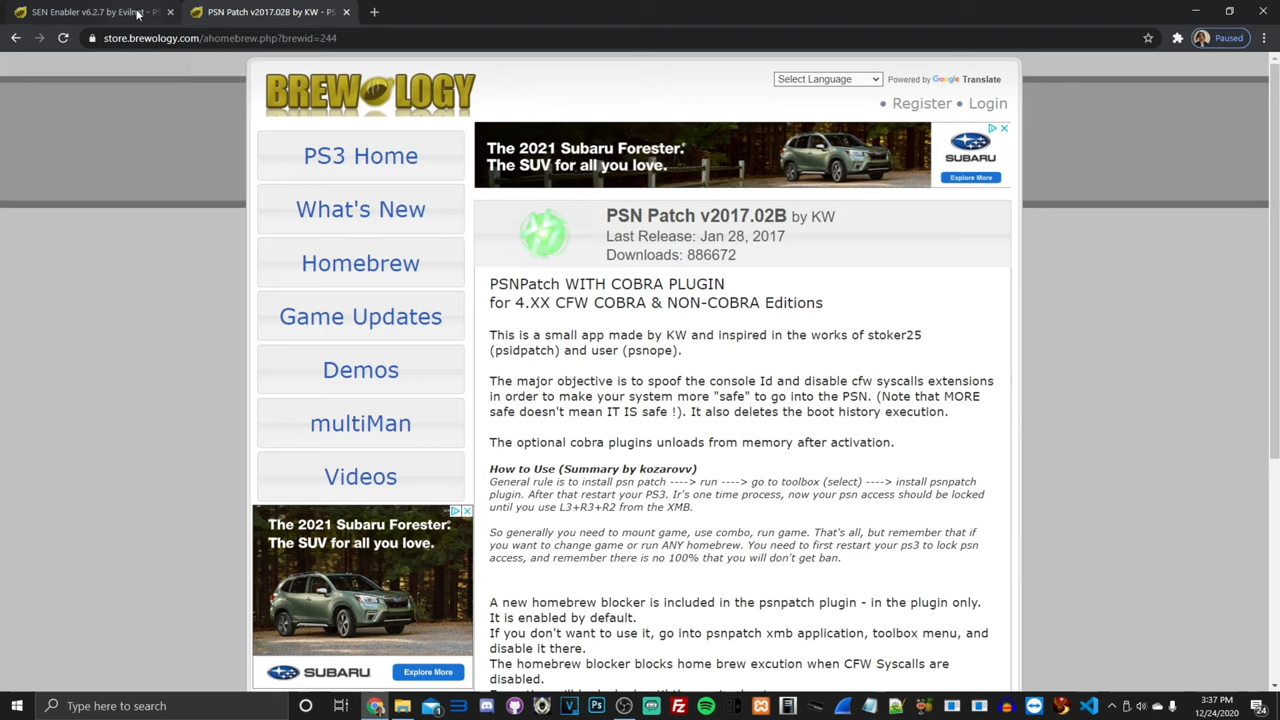 SEN Enabler v6.2.7 by Evilnat - PS
PSN Patch v2017.02B by KW - PS
store.brewology.com/ahomebrew.php?brewid=244
Paused
BREWOLOGY
Select Language
Powered by Google Translate
Register
Login
PS3 Home
What's New
Homebrew
Game Updates
Demos
multiMan
Videos
The 2021 Subaru Forester.
The SUV for all you love.
SUBARU
Explore More
PSN Patch v2017.02B by KW
Last Release: Jan 28, 2017
Downloads: 886672
PSNPatch WITH COBRA PLUGIN
for 4.XX CFW COBRA & NON-COBRA Editions
This is a small app made by KW and inspired in the works of stoker25
(psidpatch) and user (psnope).
The major objective is to spoof the console Id and disable cfw syscalls extensions
in order to make your system more "safe" to go into the PSN. (Note that MORE
safe doesn't mean IT IS safe !). It also deletes the boot history execution.
The optional cobra plugins unloads from memory after activation.
How to Use (Summary by kozarovv)
General rule is to install psn patch ----> run ----> go to toolbox (select) ----> install psnpatch
plugin. After that restart your PS3. Ir's one time process, now your psn access should be locked
until you use L3+R3+R2 from the XMB.
So generally you need to mount game, use combo, run game. That's all, but remember that if
you want to change game or run ANY homebrew. You need to first restart your ps3 to lock psn
access, and remember there is no 100% that you will don't get ban.
A new homebrew blocker is included in the psnpatch plugin - in the plugin only.
It is enabled by default.
If you don't want to use it, go into psnpatch xmb application, toolbox menu, and
disable it there.
The homebrew blocker blocks home brew excution when CFW Syscalls are
disabled.
The 2021 Subaru Forester.
The SUV for all you love.
SUBARU
Explore More
Type here to search
3:37 PM
12/24/2020
24